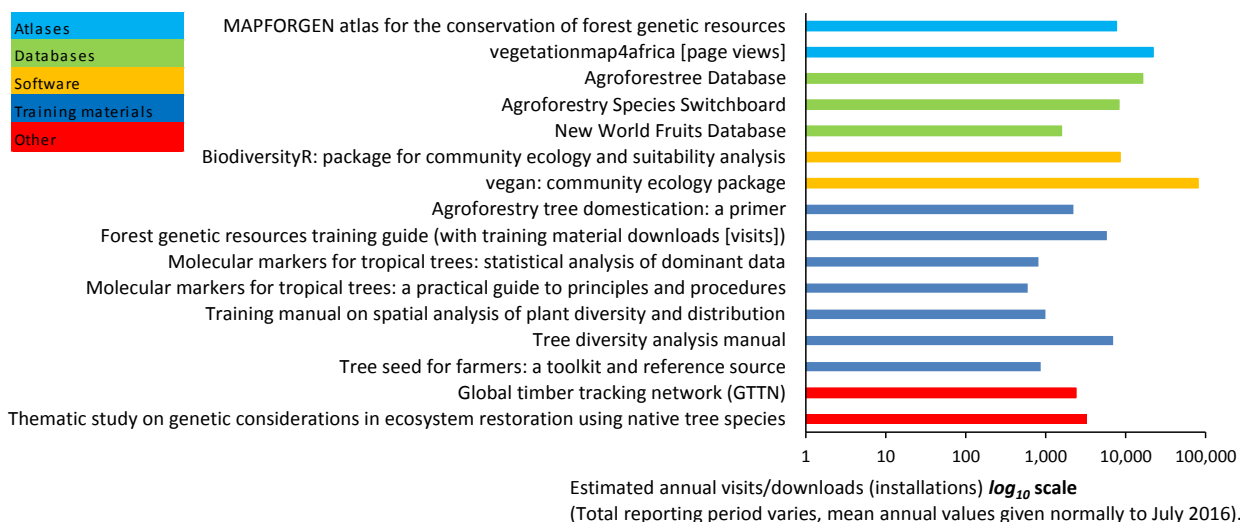 Atlases
Databases
Software
Training materials
Other
MAPFORGEN atlas for the conservation of forest genetic resources
vegetationmap4africa [page views]
Agroforestree Database
Agroforestry Species Switchboard
New World Fruits Database
BiodiversityR: package for community ecology and suitability analysis
vegan: community ecology package
Agroforestry tree domestication: a primer
Forest genetic resources training guide (with training material downloads [visits])
Molecular markers for tropical trees: statistical analysis of dominant data
Molecular markers for tropical trees: a practical guide to principles and procedures
Training manual on spatial analysis of plant diversity and distribution
Tree diversity analysis manual
Tree seed for farmers: a toolkit and reference source
Global timber tracking network (GTTN)
Thematic study on genetic considerations in ecosystem restoration using native tree species
1 10 100 1,000 10,000 100,000
Estimated annual visits/downloads (installations) log10 scale
(Total reporting period varies, mean annual values given normally to July 2016).